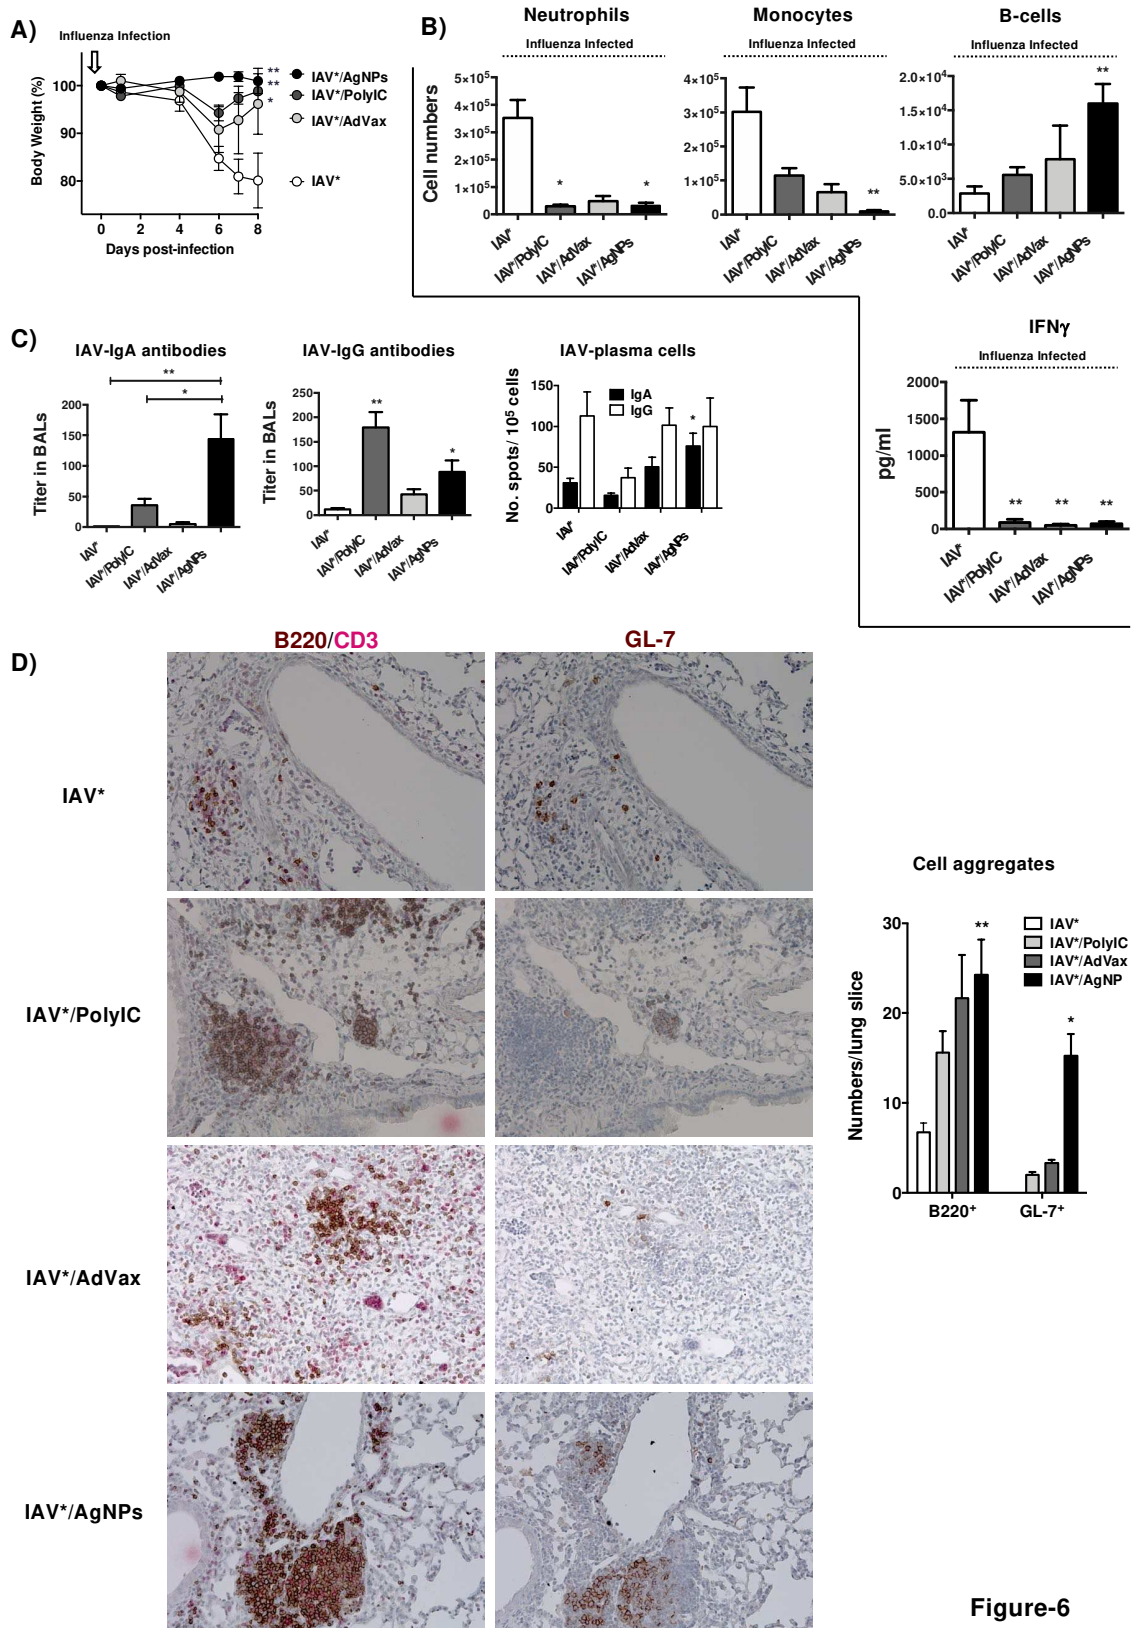 A)
Influenza Infection
Body Weight (%)
100
90
80
0 2 4 6 8
Days post-infection
**
**
*
IAV*/AgNPs
IAV*/PolyIC
IAV*/AdVax
IAV*
B)
Neutrophils
Influenza Infected
Cell numbers
5×10⁵
4×10⁵
3×10⁵
2×10⁵
1×10⁵
0
*
*
IAV*
IAV*/PolyIC
IAV*/AdVax
IAV*/AgNPs
Monocytes
Influenza Infected
4×10⁵
3×10⁵
2×10⁵
1×10⁵
0
**
IAV*
IAV*/PolyIC
IAV*/AdVax
IAV*/AgNPs
B-cells
Influenza Infected
2.0×10⁴
1.5×10⁴
1.0×10⁴
5.0×10³
0.0
**
IAV*
IAV*/PolyIC
IAV*/AdVax
IAV*/AgNPs
IFNγ
Influenza Infected
pg/ml
2000
1500
1000
500
0
**
**
**
IAV*
IAV*/PolyIC
IAV*/AdVax
IAV*/AgNPs
C)
IAV-IgA antibodies
**
*
Titer in BALs
200
150
100
50
0
IAV*
IAV*/PolyIC
IAV*/AdVax
IAV*/AgNPs
IAV-IgG antibodies
Titer in BALs
250
200
150
100
50
0
**
*
IAV*
IAV*/PolyIC
IAV*/AdVax
IAV*/AgNPs
IAV-plasma cells
No. spots/ 10⁵ cells
150
100
50
0
IgA
IgG
*
IAV*
IAV*/PolyIC
IAV*/AdVax
IAV*/AgNPs
D)
B220/CD3
GL-7
IAV*
IAV*/PolyIC
IAV*/AdVax
IAV*/AgNPs
Cell aggregates
Numbers/lung slice
30
20
10
0
**
*
IAV*
IAV*/PolyIC
IAV*/AdVax
IAV*/AgNP
B220⁺
GL-7⁺
Figure-6